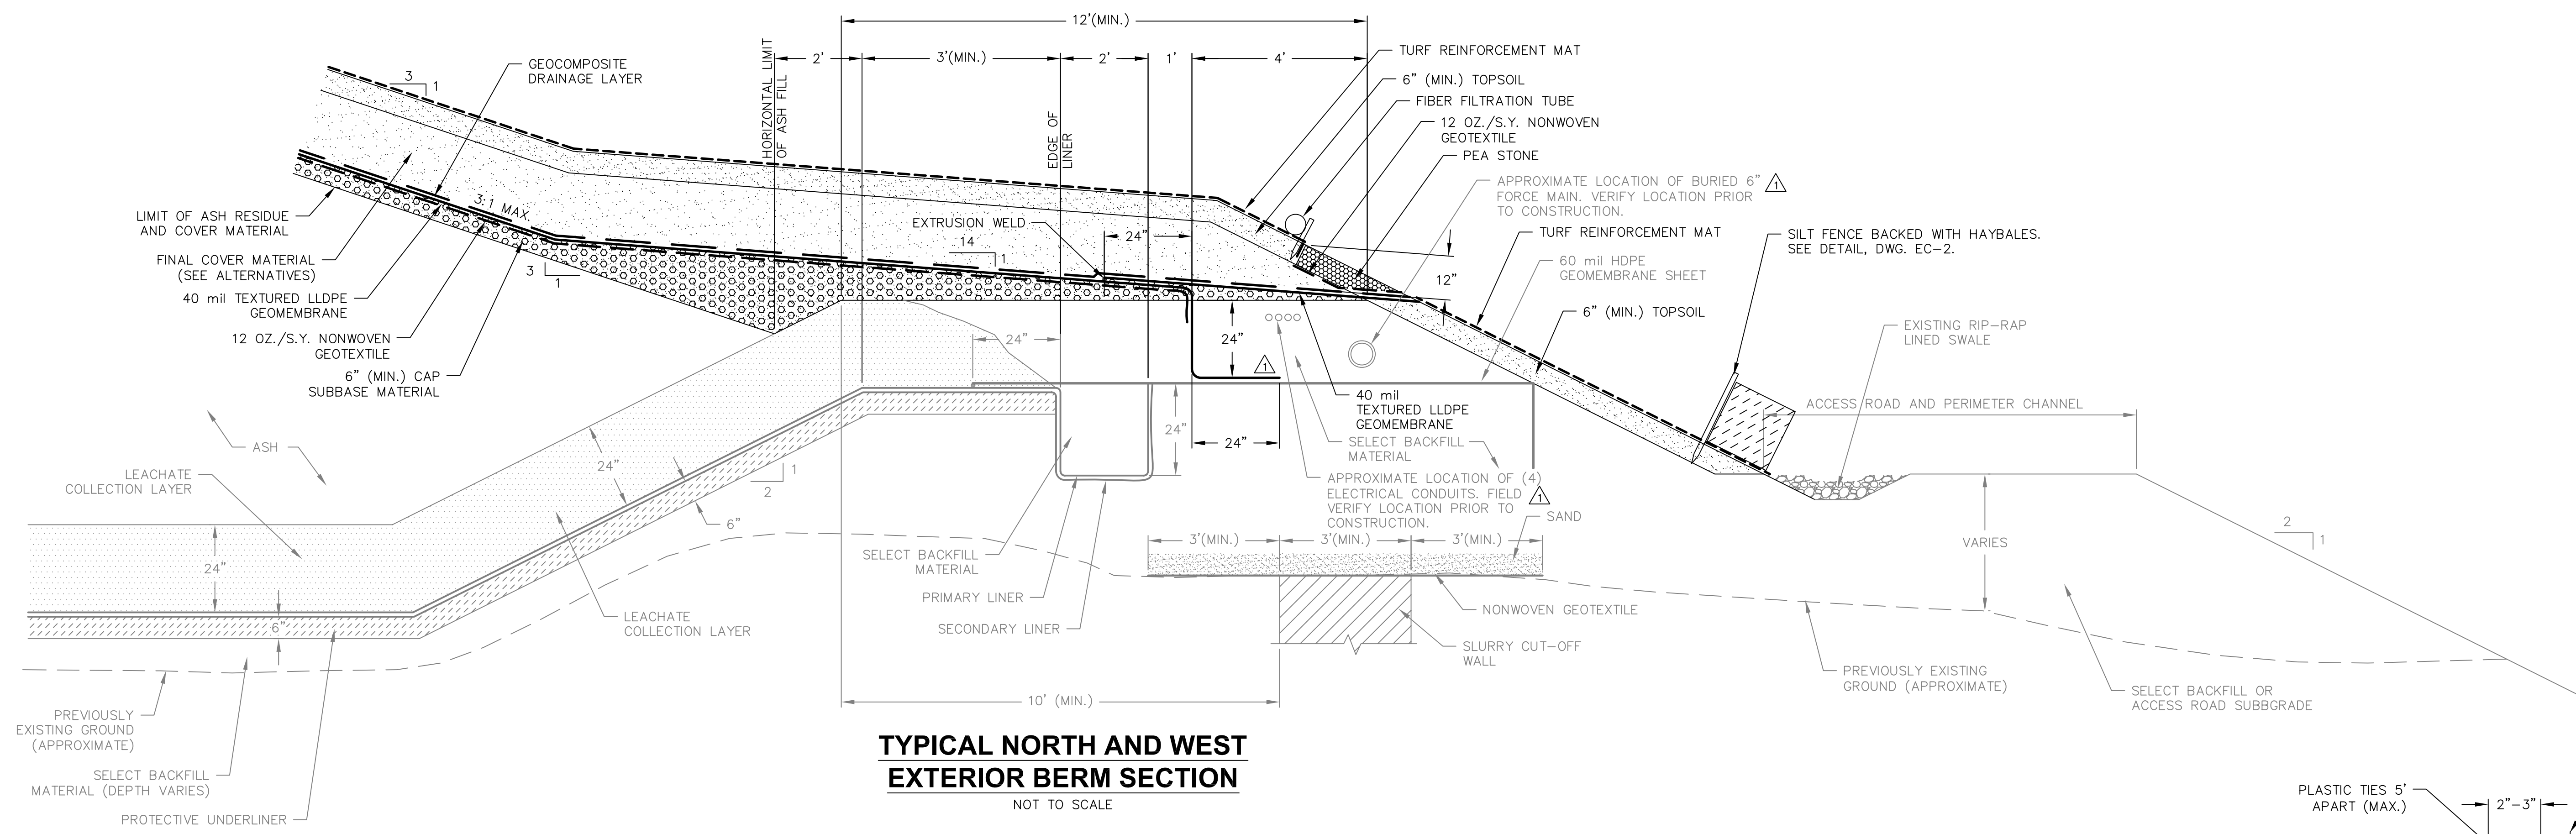 12'(MIN.)
2'
3'(MIN.)
2'
1'
4'
HORIZONTAL LIMIT
OF ASH FILL
EDGE OF
LINER
3
1
GEOCOMPOSITE
DRAINAGE LAYER
TURF REINFORCEMENT MAT
6" (MIN.) TOPSOIL
FIBER FILTRATION TUBE
12 OZ./S.Y. NONWOVEN
GEOTEXTILE
PEA STONE
APPROXIMATE LOCATION OF BURIED 6"
FORCE MAIN. VERIFY LOCATION PRIOR
TO CONSTRUCTION.
1
TURF REINFORCEMENT MAT
SILT FENCE BACKED WITH HAYBALES.
SEE DETAIL, DWG. EC-2.
60 mil HDPE
GEOMEMBRANE SHEET
12"
6" (MIN.) TOPSOIL
EXISTING RIP-RAP
LINED SWALE
LIMIT OF ASH RESIDUE
AND COVER MATERIAL
3:1 MAX.
FINAL COVER MATERIAL
(SEE ALTERNATIVES)
3
1
40 mil TEXTURED LLDPE
GEOMEMBRANE
12 OZ./S.Y. NONWOVEN
GEOTEXTILE
6" (MIN.) CAP
SUBBASE MATERIAL
EXTRUSION WELD
24"
14
1
24"
24"
1
40 mil
TEXTURED LLDPE
GEOMEMBRANE
24"
24"
SELECT BACKFILL
MATERIAL
APPROXIMATE LOCATION OF (4)
ELECTRICAL CONDUITS. FIELD
VERIFY LOCATION PRIOR TO
CONSTRUCTION.
1
SAND
ACCESS ROAD AND PERIMETER CHANNEL
ASH
LEACHATE
COLLECTION LAYER
24"
1
2
6"
24"
6"
LEACHATE
COLLECTION LAYER
SELECT BACKFILL
MATERIAL
PRIMARY LINER
SECONDARY LINER
3'(MIN.)
3'(MIN.)
3'(MIN.)
NONWOVEN GEOTEXTILE
SLURRY CUT-OFF
WALL
VARIES
2
1
PREVIOUSLY EXISTING
GROUND (APPROXIMATE)
SELECT BACKFILL OR
ACCESS ROAD SUBBGRADE
PREVIOUSLY
EXISTING GROUND
(APPROXIMATE)
SELECT BACKFILL
MATERIAL (DEPTH VARIES)
PROTECTIVE UNDERLINER
10' (MIN.)
TYPICAL NORTH AND WEST
EXTERIOR BERM SECTION
NOT TO SCALE
PLASTIC TIES 5'
APART (MAX.)
2"-3"